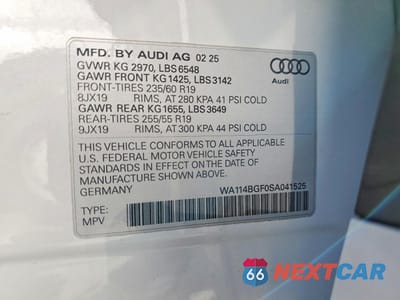 MFD. BY AUDI AG 02 25
GVWR KG 2970, LBS 6548
GAWR FRONT KG1425, LBS3142
FRONT-TIRES 235/60 R19
8JX19 RIMS, AT 280 KPA 41 PSI COLD
GAWR REAR KG1655, LBS3649
REAR-TIRES 255/55 R19
9JX19 RIMS, AT 300 KPA 44 PSI COLD
THIS VEHICLE CONFORMS TO ALL APPLICABLE
U.S. FEDERAL MOTOR VEHICLE SAFETY
STANDARDS IN EFFECT ON THE DATE OF
MANUFACTURE SHOWN ABOVE.
WA114BGF0SA041525
TYPE:
MPV
Audi
66 NEXTCAR